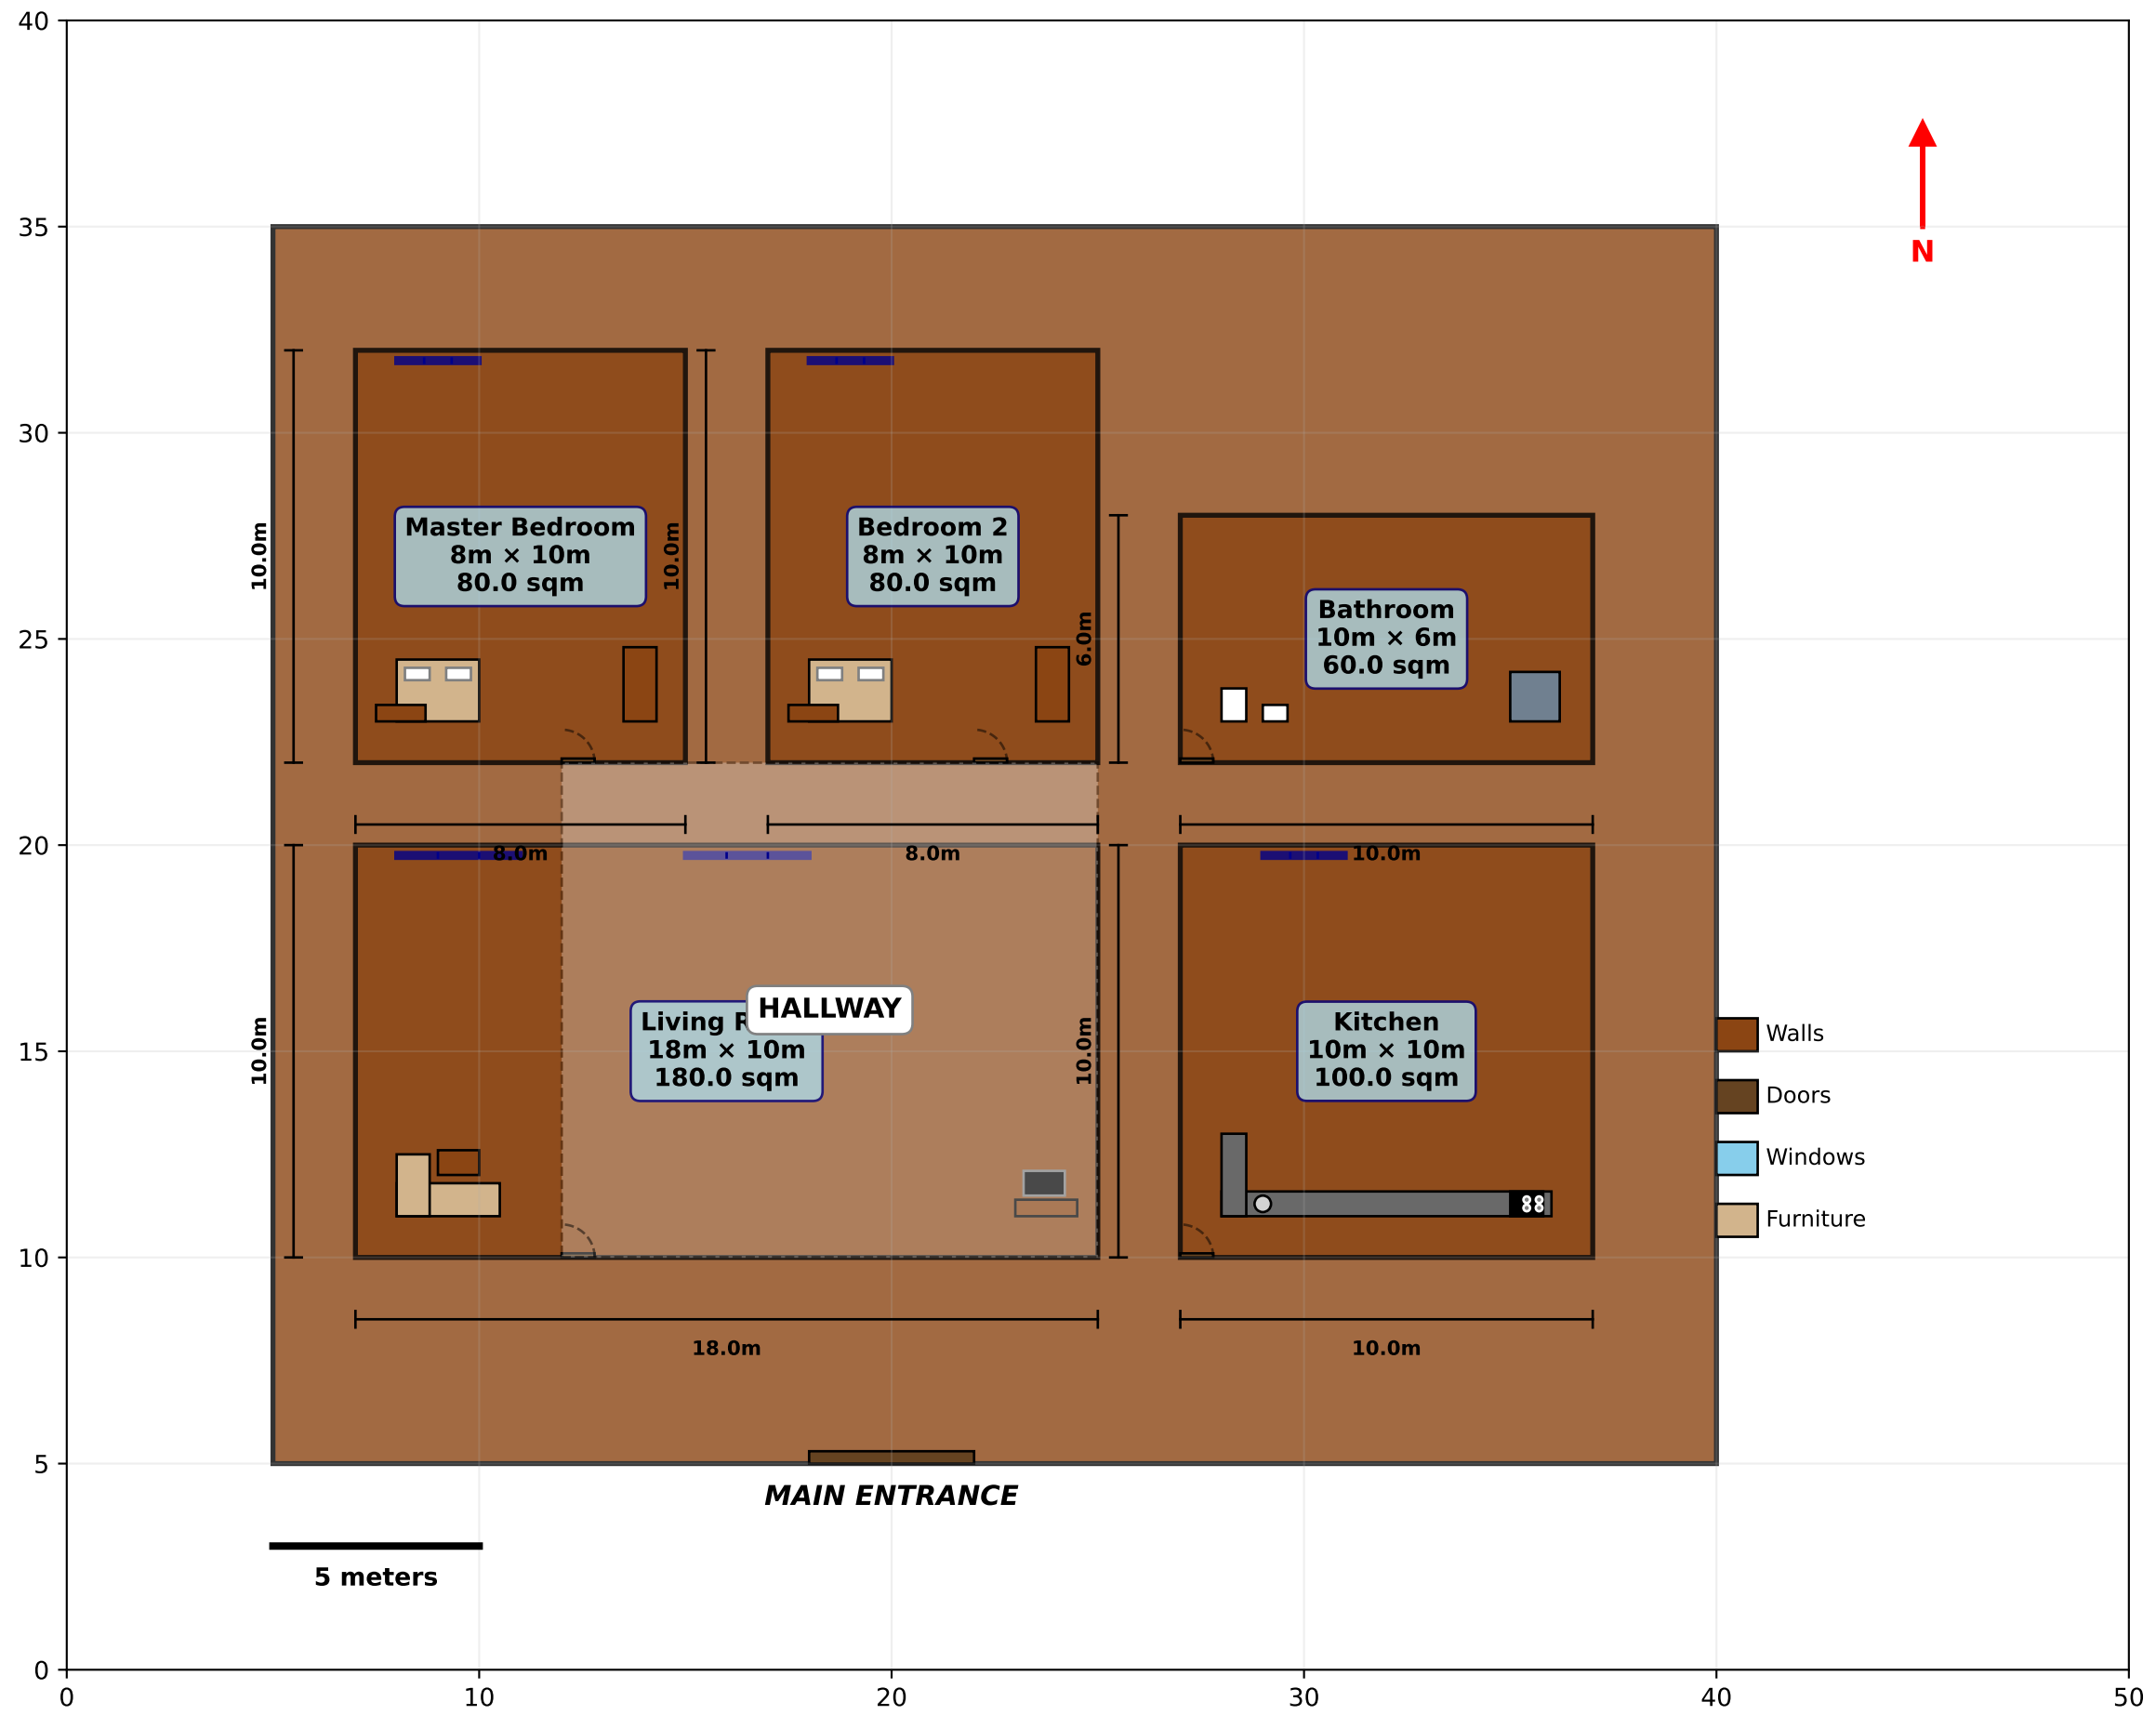 40
35
30
25
20
15
10
5
0
0
10
20
30
40
50
N
10.0m
Master Bedroom
8m × 10m
80.0 sqm
10.0m
Bedroom 2
8m × 10m
80.0 sqm
6.0m
Bathroom
10m × 6m
60.0 sqm
8.0m
8.0m
10.0m
10.0m
HALLWAY
Living
18m × 10m
180.0 sqm
10.0m
Kitchen
10m × 10m
100.0 sqm
Walls
Doors
Windows
Furniture
18.0m
10.0m
MAIN ENTRANCE
5 meters